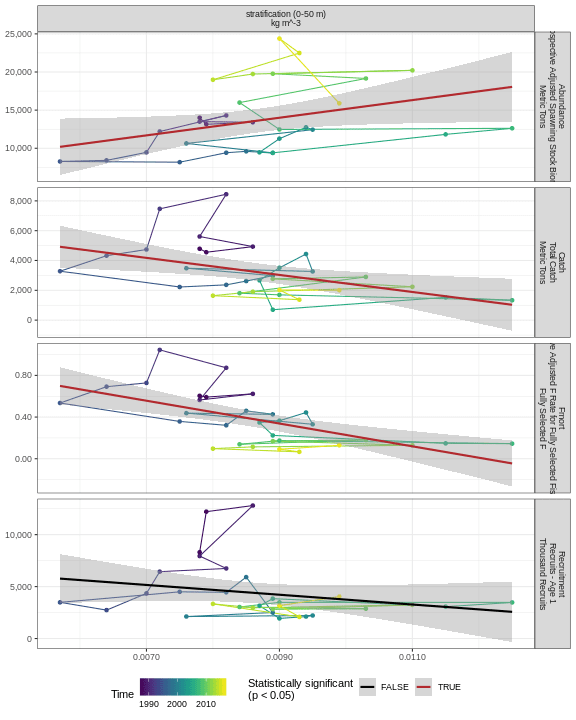 stratification (0-50 m)
kg m^-3
25,000
20,000
15,000
10,000
Abundance
Adjusted Spawning Stock
Metric Tons
8,000
6,000
4,000
2,000
0
Catch
Total Catch
Metric Tons
0.80
0.40
0.00
Fmort
Adjusted F Rate for Fully Selected
Fully Selected F
10,000
5,000
0
Recruitment
Recruits - Age 1
Thousand Recruits
0.0070 0.0090 0.0110
Time
1990 2000 2010
Statistically significant
(p < 0.05)
FALSE TRUE